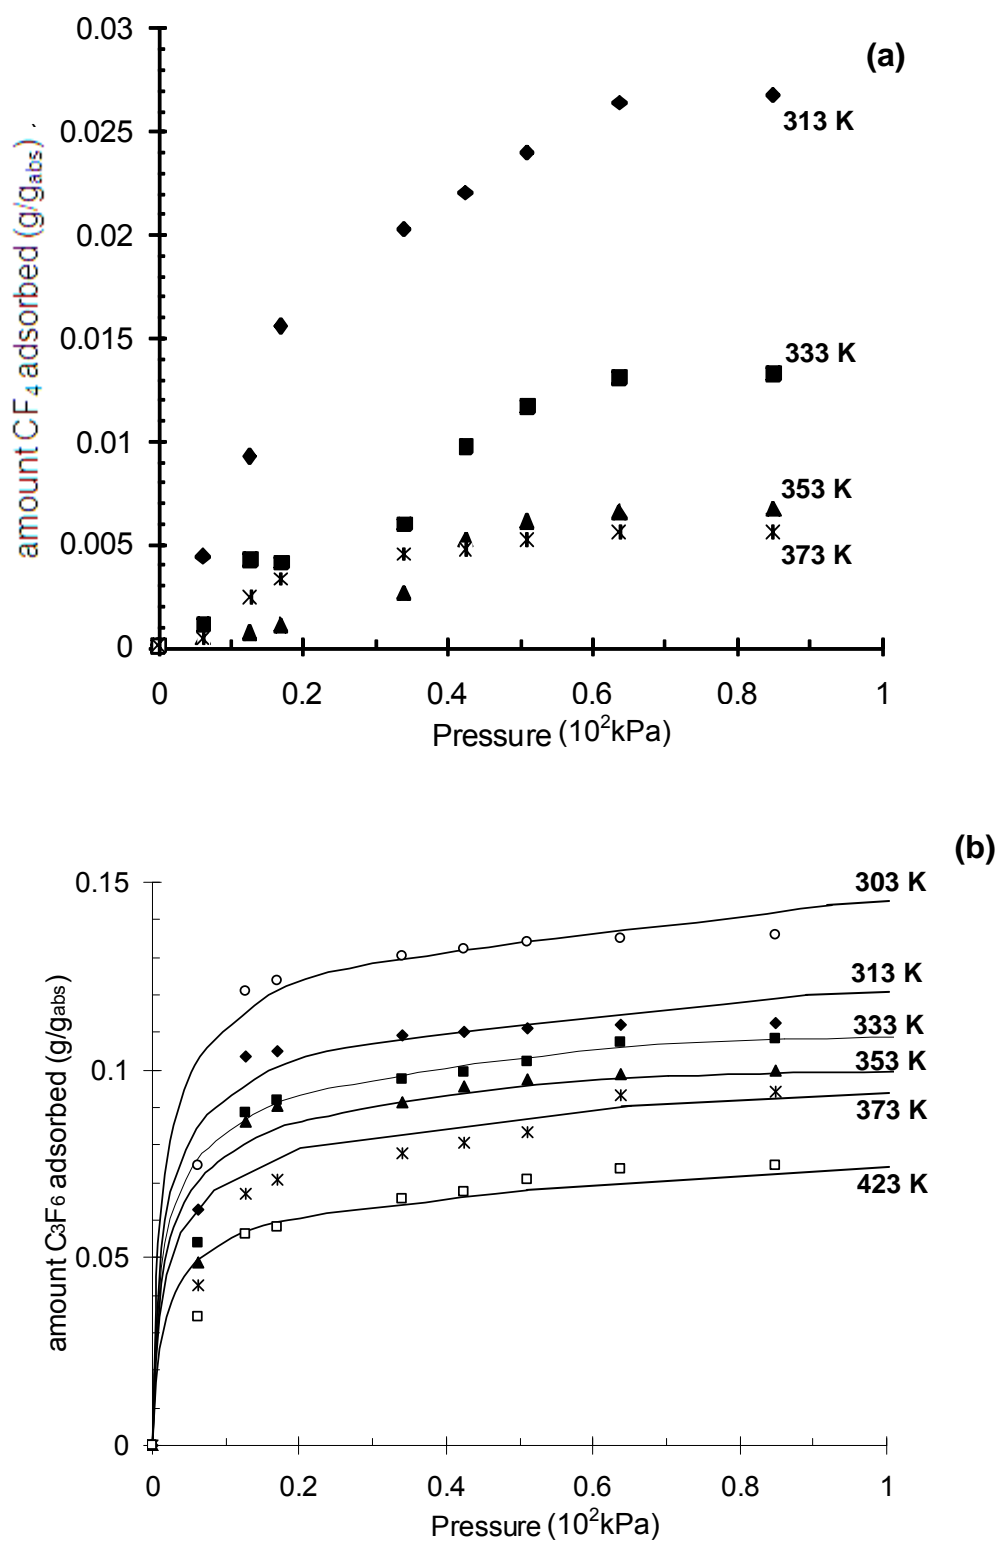 (a)
0.03
0.025
0.02
0.015
0.01
0.005
0
amount CF4 adsorbed (g/gabs) .
313 K
333 K
353 K
373 K
0 0.2 0.4 0.6 0.8 1
Pressure (10²kPa)
(b)
0.15
0.1
0.05
0
amount C3F6 adsorbed (g/gabs)
303 K
313 K
333 K
353 K
373 K
423 K
0 0.2 0.4 0.6 0.8 1
Pressure (10²kPa)